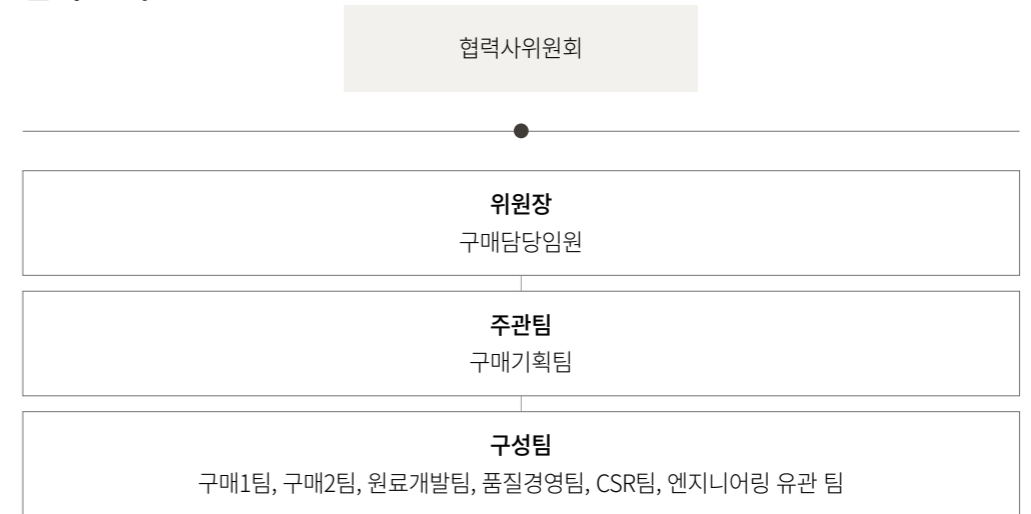 협력사위원회
위원장
구매담당임원
주관팀
구매기획팀
구성팀
구매1팀, 구매2팀, 원료개발팀, 품질경영팀, CSR팀, 엔지니어링 유관 팀